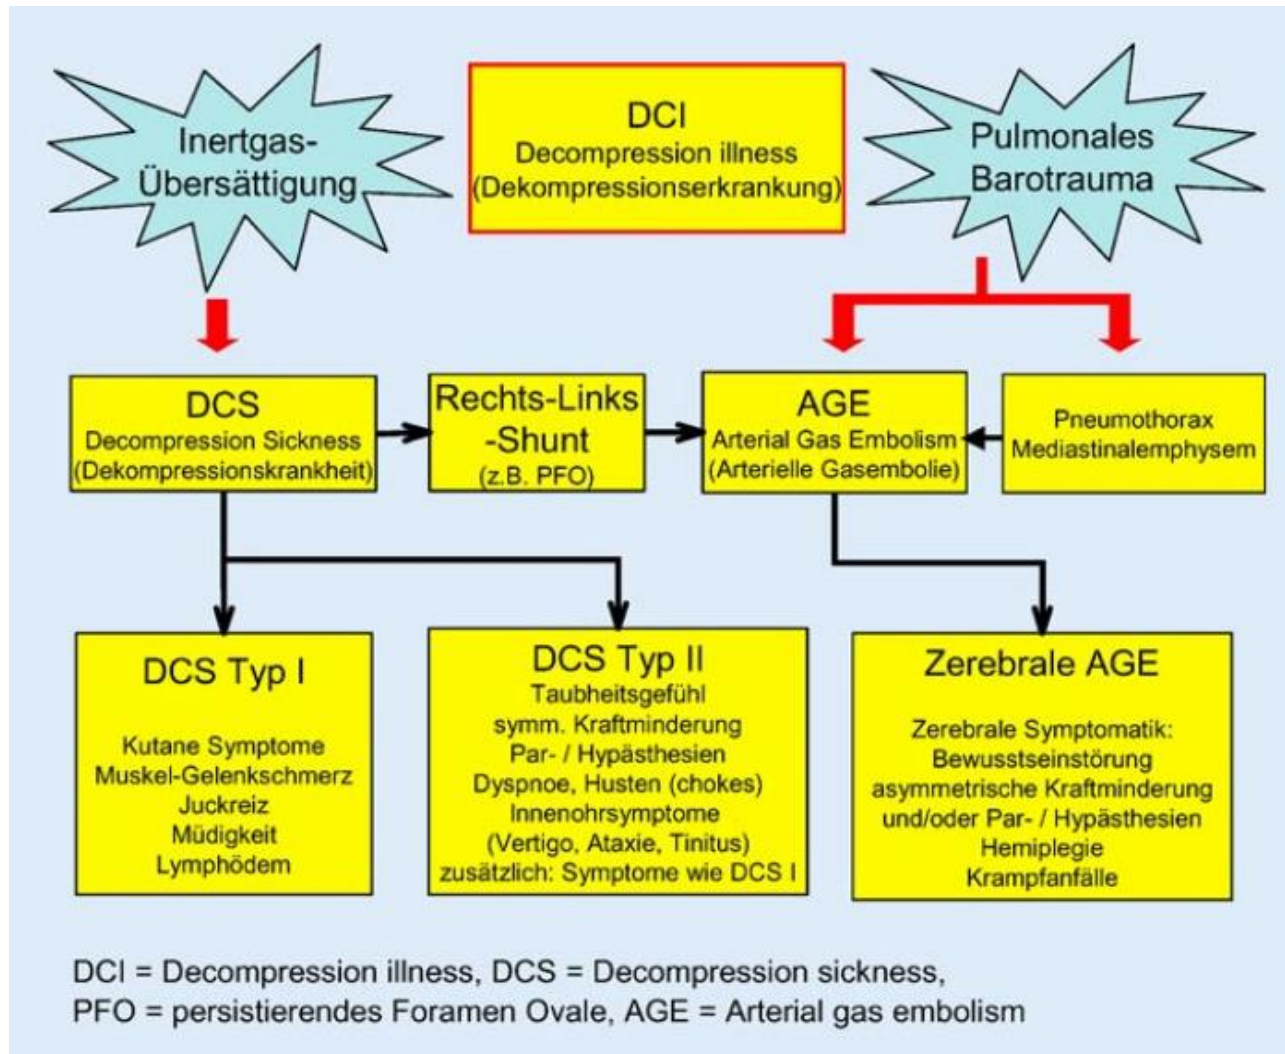 Inertgas-
Übersättigung
DCI
Decompression illness
(Dekompressionserkrankung)
Pulmonales
Barotrauma
DCS
Decompression Sickness
(Dekompressionskrankheit)
Rechts-Links
-Shunt
(z.B. PFO)
AGE
Arterial Gas Embolism
(Arterielle Gasembolie)
Pneumothorax
Mediastinalemphysem
DCS Typ I
Kutane Symptome
Muskel-Gelenkschmerz
Juckreiz
Müdigkeit
Lymphödem
DCS Typ II
Taubheitsgefühl
symm. Kraftminderung
Par- / Hypästhesien
Dyspnoe, Husten (chokes)
Innenohrsymptome
(Vertigo, Ataxie, Tinitus)
zusätzlich: Symptome wie DCS I
Zerebrale AGE
Zerebrale Symptomatik:
Bewusstseinstörung
asymmetrische Kraftminderung
und/oder Par- / Hypästhesien
Hemiplegie
Krampfanfälle
DCI = Decompression illness, DCS = Decompression sickness,
PFO = persistierendes Foramen Ovale, AGE = Arterial gas embolism